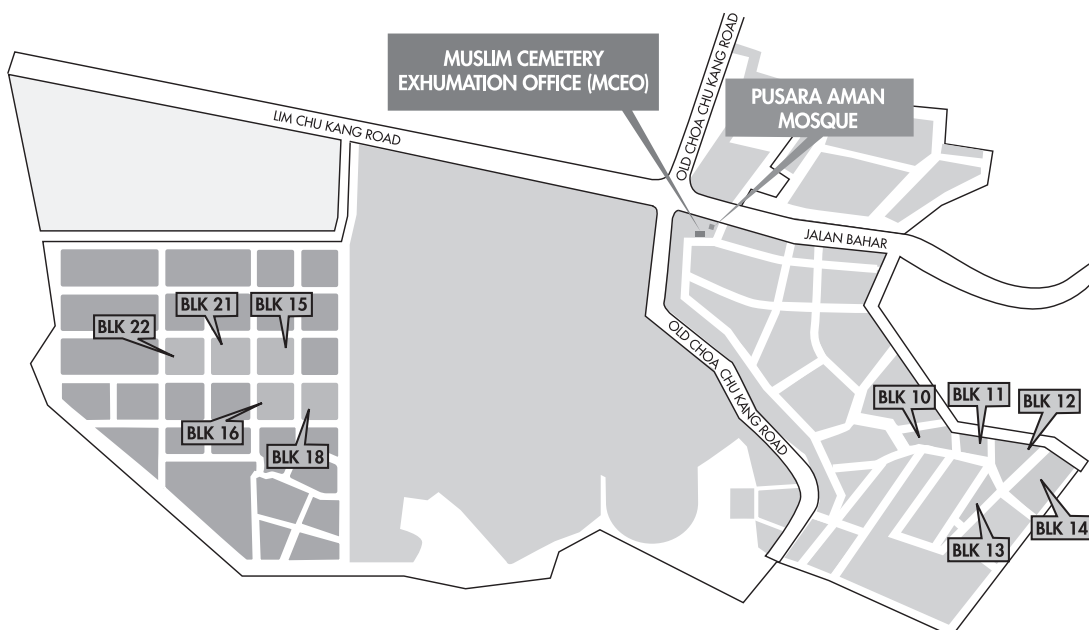 MUSLIM CEMETERY
EXHUMATION OFFICE (MCEO)
PUSARA AMAN
MOSQUE
OLD CHOA CHU KANG ROAD
LIM CHU KANG ROAD
JALAN BAHAR
OLD CHOA CHU KANG ROAD
BLK 21
BLK 15
BLK 22
BLK 16
BLK 18
BLK 10
BLK 11
BLK 12
BLK 13
BLK 14